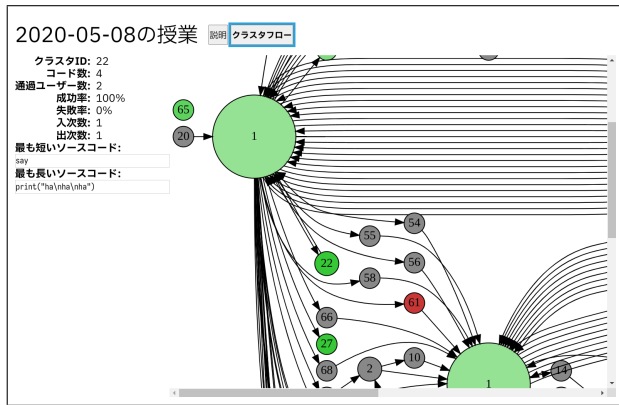 2020-05-08の授業 説明 クラスタフロー
クラスタID: 22
コード数: 4
通過ユーザー数: 2
成功率: 100%
失敗率: 0%
入次数: 1
出次数: 1
最も短いソースコード:
say
最も長いソースコード:
print("ha\nha\nha")
65
20
1
54
55
22
56
58
61
66
27
68
2
10
1
14